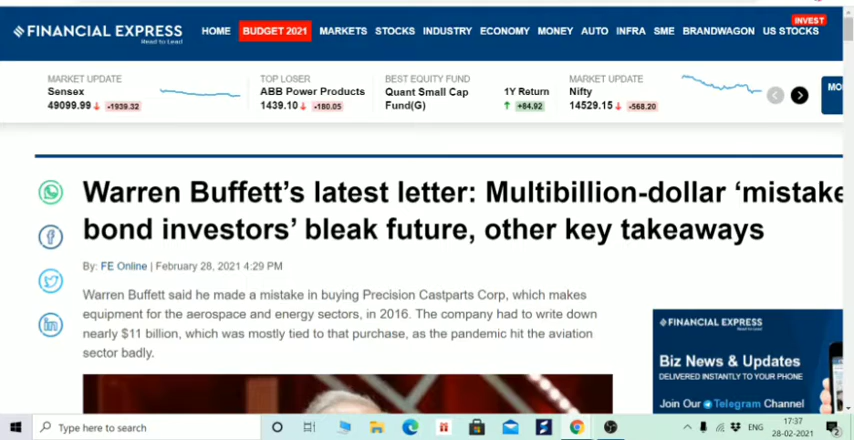 FINANCIAL EXPRESS
Read to Lead
HOME BUDGET 2021 MARKETS STOCKS INDUSTRY ECONOMY MONEY AUTO INFRA SME BRANDWAGON US STOCKS
INVEST
MARKET UPDATE
Sensex
49099.99 ↓ -1939.32
TOP LOSER
ABB Power Products
1439.10 ↓ -180.05
BEST EQUITY FUND
Quant Small Cap
Fund(G)
1Y Return
↑ +84.92
MARKET UPDATE
Nifty
14529.15 ↓ -568.20
MO
Warren Buffett's latest letter: Multibillion-dollar 'mistake
bond investors' bleak future, other key takeaways
By: FE Online | February 28, 2021 4:29 PM
Warren Buffett said he made a mistake in buying Precision Castparts Corp, which makes
equipment for the aerospace and energy sectors, in 2016. The company had to write down
nearly $11 billion, which was mostly tied to that purchase, as the pandemic hit the aviation
sector badly.
FINANCIAL EXPRESS
Read to Lead
Biz News & Updates
DELIVERED INSTANTLY TO YOUR PHONE
Join Our Telegram Channel
Type here to search
ENG
17:37
28-02-2021
2